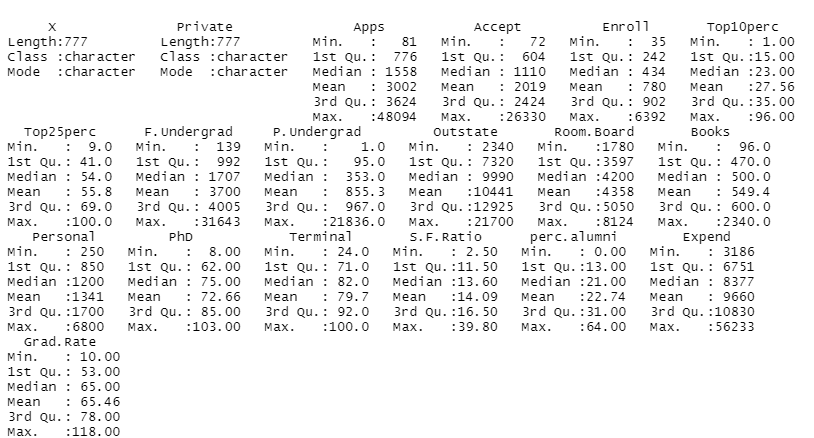 X Private Apps Accept Enroll Top10perc
Length:777 Length:777 Min. : 81 Min. : 72 Min. : 35 Min. : 1.00
Class :character Class :character 1st Qu.: 776 1st Qu.: 604 1st Qu.: 242 1st Qu.:15.00
Mode :character Mode :character Median : 1558 Median : 1110 Median : 434 Median :23.00
Mean : 3002 Mean : 2019 Mean : 780 Mean :27.56
3rd Qu.: 3624 3rd Qu.: 2424 3rd Qu.: 902 3rd Qu.:35.00
Max. :48094 Max. :26330 Max. :6392 Max. :96.00
Top25perc F.Undergrad P.Undergrad Outstate Room.Board Books
Min. : 9.0 Min. : 139 Min. : 1.0 Min. : 2340 Min. :1780 Min. : 96.0
1st Qu.: 41.0 1st Qu.: 992 1st Qu.: 95.0 1st Qu.: 7320 1st Qu.:3597 1st Qu.: 470.0
Median : 54.0 Median : 1707 Median : 353.0 Median : 9990 Median :4200 Median : 500.0
Mean : 55.8 Mean : 3700 Mean : 855.3 Mean :10441 Mean :4358 Mean : 549.4
3rd Qu.: 69.0 3rd Qu.: 4005 3rd Qu.: 967.0 3rd Qu.:12925 3rd Qu.:5050 3rd Qu.: 600.0
Max. :100.0 Max. :31643 Max. :21836.0 Max. :21700 Max. :8124 Max. :2340.0
Personal PhD Terminal S.F.Ratio perc.alumni Expend
Min. : 250 Min. : 8.00 Min. : 24.0 Min. : 2.50 Min. : 0.00 Min. : 3186
1st Qu.: 850 1st Qu.: 62.00 1st Qu.: 71.0 1st Qu.:11.50 1st Qu.:13.00 1st Qu.: 6751
Median :1200 Median : 75.00 Median : 82.0 Median :13.60 Median :21.00 Median : 8377
Mean :1341 Mean : 72.66 Mean : 79.7 Mean :14.09 Mean :22.74 Mean : 9660
3rd Qu.:1700 3rd Qu.: 85.00 3rd Qu.: 92.0 3rd Qu.:16.50 3rd Qu.:31.00 3rd Qu.:10830
Max. :6800 Max. :103.00 Max. :100.0 Max. :39.80 Max. :64.00 Max. :56233
Grad.Rate
Min. : 10.00
1st Qu.: 53.00
Median : 65.00
Mean : 65.46
3rd Qu.: 78.00
Max. :118.00